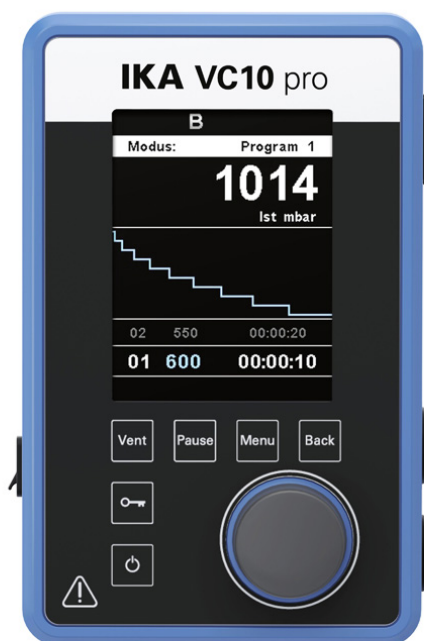 IKA VC10 pro
B
Modus: Program 1
1014
Ist mbar
02 550 00:00:20
01 600 00:00:10
Vent Pause Menu Back